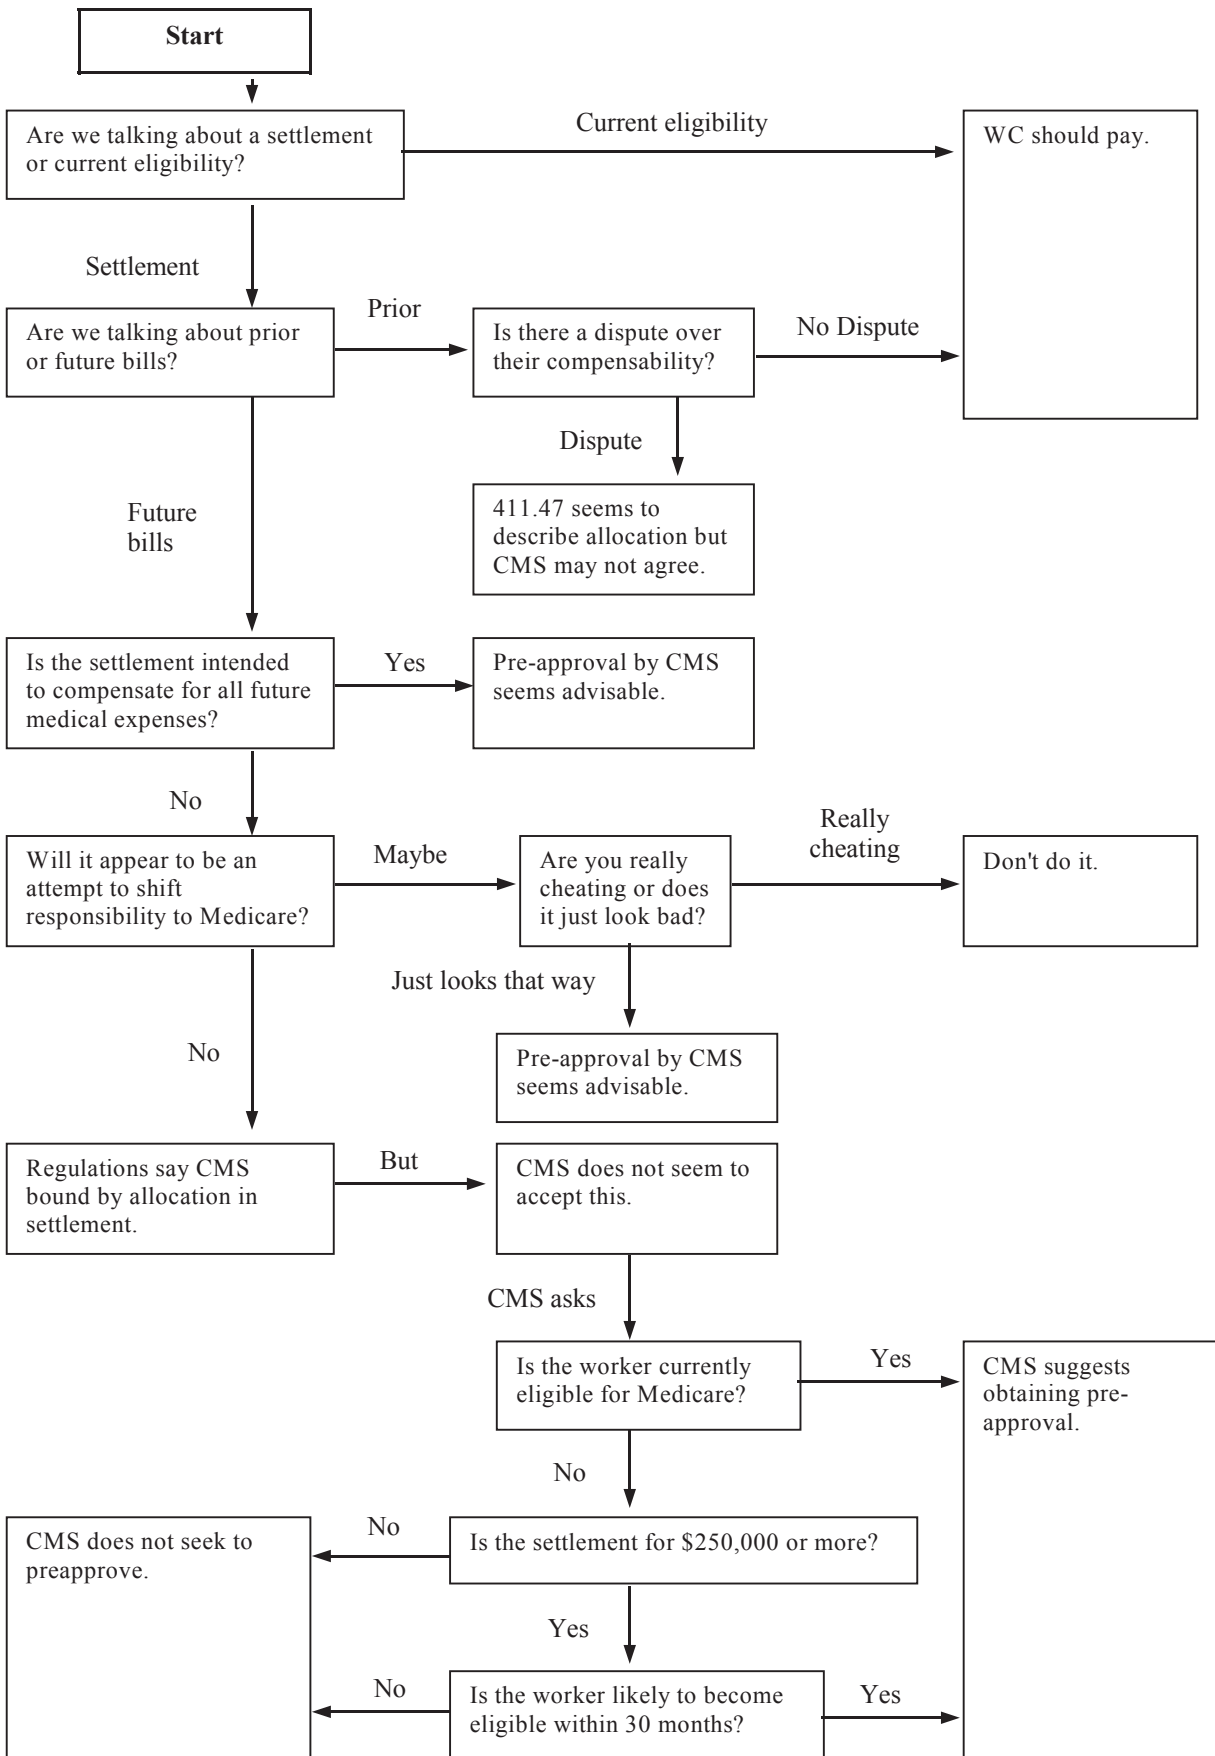 Start
Are we talking about a settlement
or current eligibility?
Current eligibility
WC should pay.
Settlement
Are we talking about prior
or future bills?
Prior
Is there a dispute over
their compensability?
No Dispute
Dispute
411.47 seems to
describe allocation but
CMS may not agree.
Future
bills
Is the settlement intended
to compensate for all future
medical expenses?
Yes
Pre-approval by CMS
seems advisable.
No
Will it appear to be an
attempt to shift
responsibility to Medicare?
Maybe
Are you really
cheating or does
it just look bad?
Really
cheating
Don't do it.
Just looks that way
Pre-approval by CMS
seems advisable.
No
Regulations say CMS
bound by allocation in
settlement.
But
CMS does not seem to
accept this.
CMS asks
Is the worker currently
eligible for Medicare?
Yes
CMS suggests
obtaining pre-
approval.
No
Is the settlement for $250,000 or more?
No
CMS does not seek to
preapprove.
Yes
Is the worker likely to become
eligible within 30 months?
No
Yes